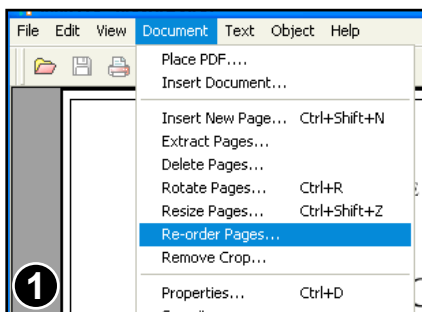 File Edit View Document Text Object Help
Place PDF....
Insert Document...
Insert New Page... Ctrl+Shift+N
Extract Pages...
Delete Pages...
Rotate Pages... Ctrl+R
Resize Pages... Ctrl+Shift+Z
Re-order Pages...
Remove Crop...
1
Properties... Ctrl+D